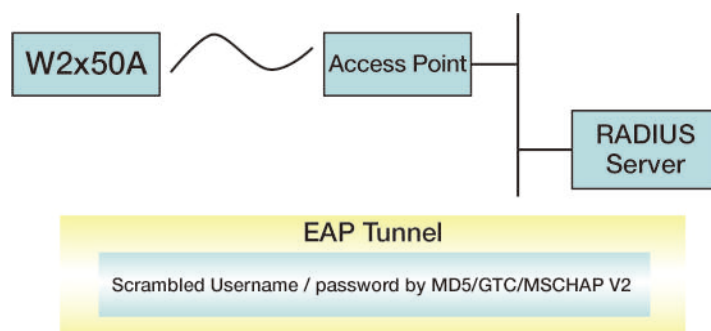 W2x50A
Access Point
RADIUS
Server
EAP Tunnel
Scrambled Username / password by MD5/GTC/MSCHAP V2